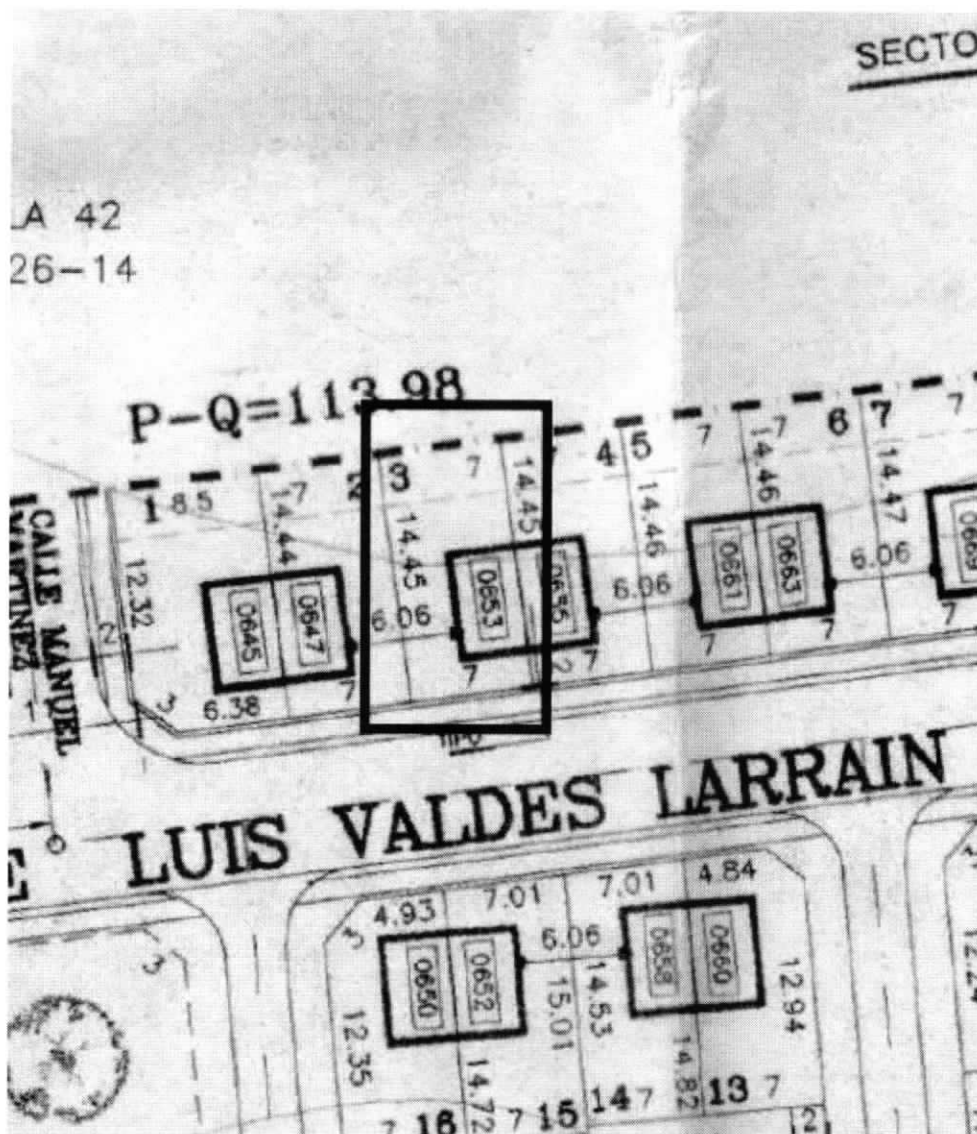 SECTO
LA 42
26-14
P-Q=113.98
1 8.5 7 2 3 7 4 5 7 7 6 7 7
14.44 14.45 14.45 14.46 14.46 14.47
12.32
CALLE MANUEL
MARTINEZ
2
1
3
0645 0647 6.06 0653 6.06 0661 0663 6.06 0669
6.38 7 7 2 7 7 7
E LUIS VALDES LARRAIN
4.93 7.01 7.01 4.84
3
0650 0652 6.06 0658 0660
12.35 15.01 14.53 12.94 12.24
14.72 14.82
7 16 7 15 14 7 13 7 2